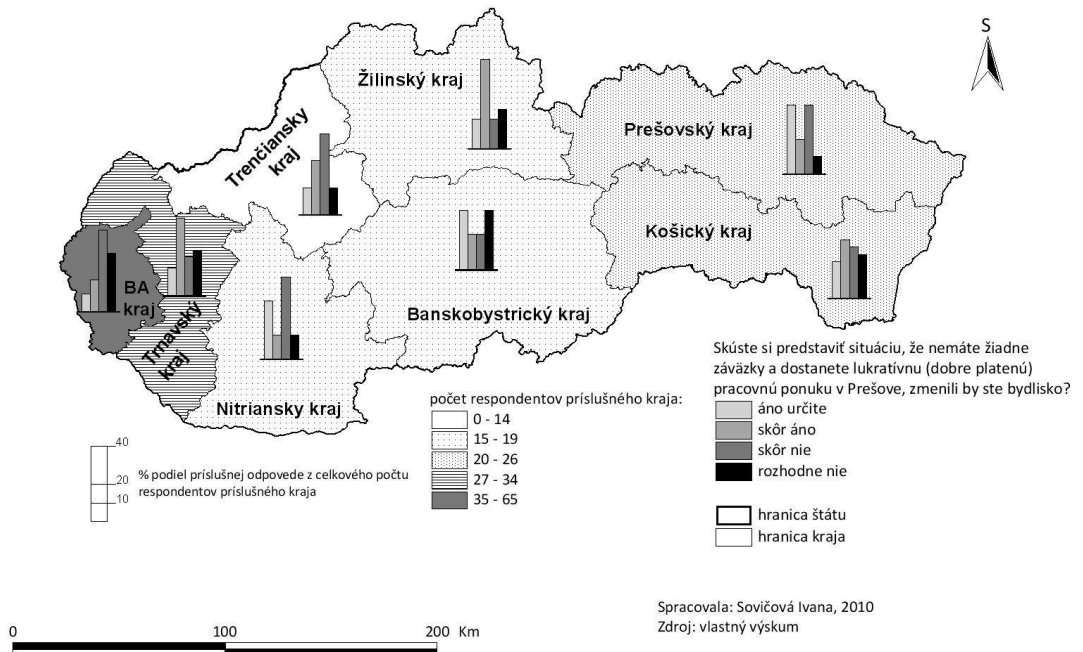 S
Žilinský kraj
Prešovský kraj
Trenčiansky
kraj
Košický kraj
BA
kraj
Banskobystrický kraj
Trnavský
kraj
Nitriansky kraj
Skúste si predstaviť situáciu, že nemáte žiadne
záväzky a dostanete lukratívnu (dobre platenú)
pracovnú ponuku v Prešove, zmenili by ste bydlisko?
áno určite
skôr áno
skôr nie
rozhodne nie
hranica štátu
hranica kraja
počet respondentov príslušného kraja:
0 - 14
15 - 19
20 - 26
27 - 34
35 - 65
40
20
10
% podiel príslušnej odpovede z celkového počtu
respondentov príslušného kraja
Spracovala: Sovičová Ivana, 2010
Zdroj: vlastný výskum
0 100 200 Km